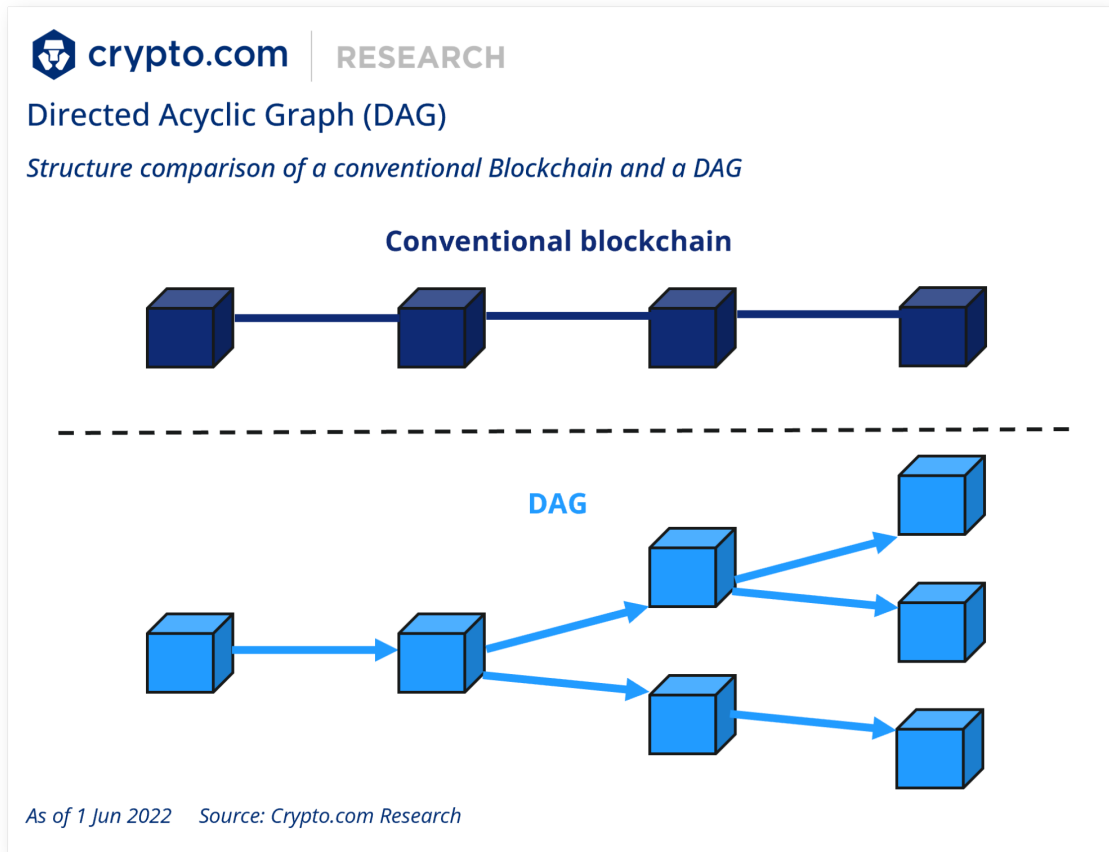 crypto.com | RESEARCH
Directed Acyclic Graph (DAG)
Structure comparison of a conventional Blockchain and a DAG
Conventional blockchain
DAG
As of 1 Jun 2022 Source: Crypto.com Research